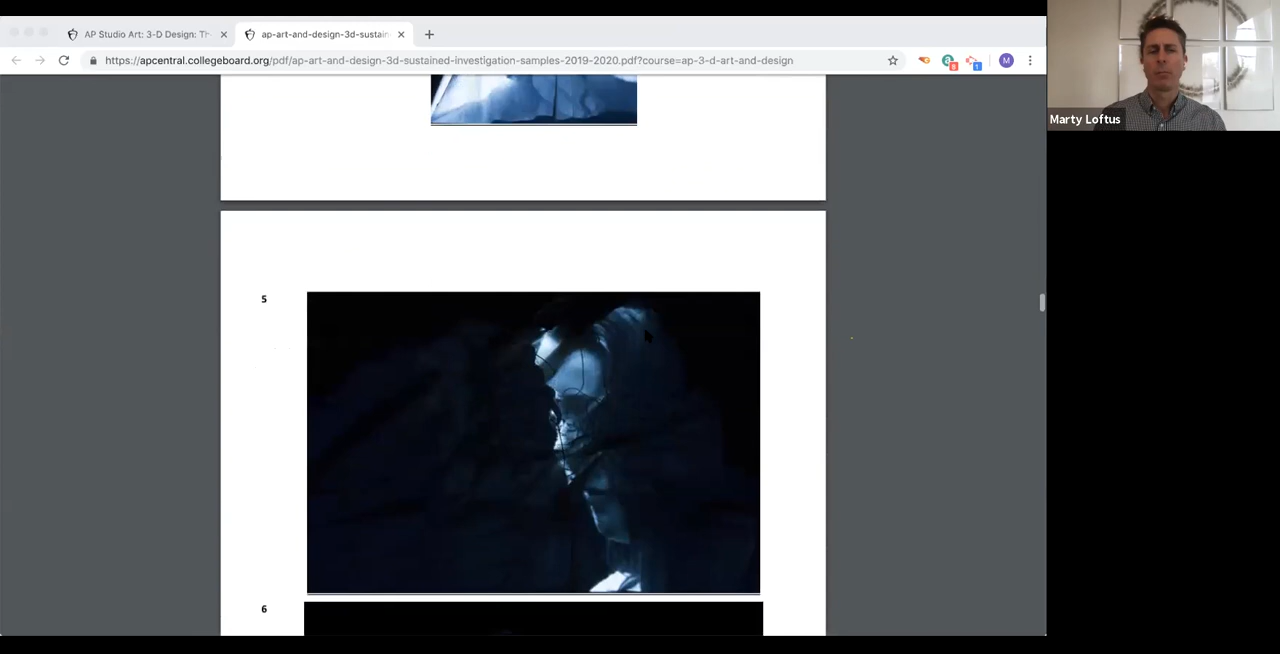 AP Studio Art: 3-D Design: Th
ap-art-and-design-3d-sustain
https://apcentral.collegeboard.org/pdf/ap-art-and-design-3d-sustained-investigation-samples-2019-2020.pdf?course=ap-3-d-art-and-design
M
Marty Loftus
5
6